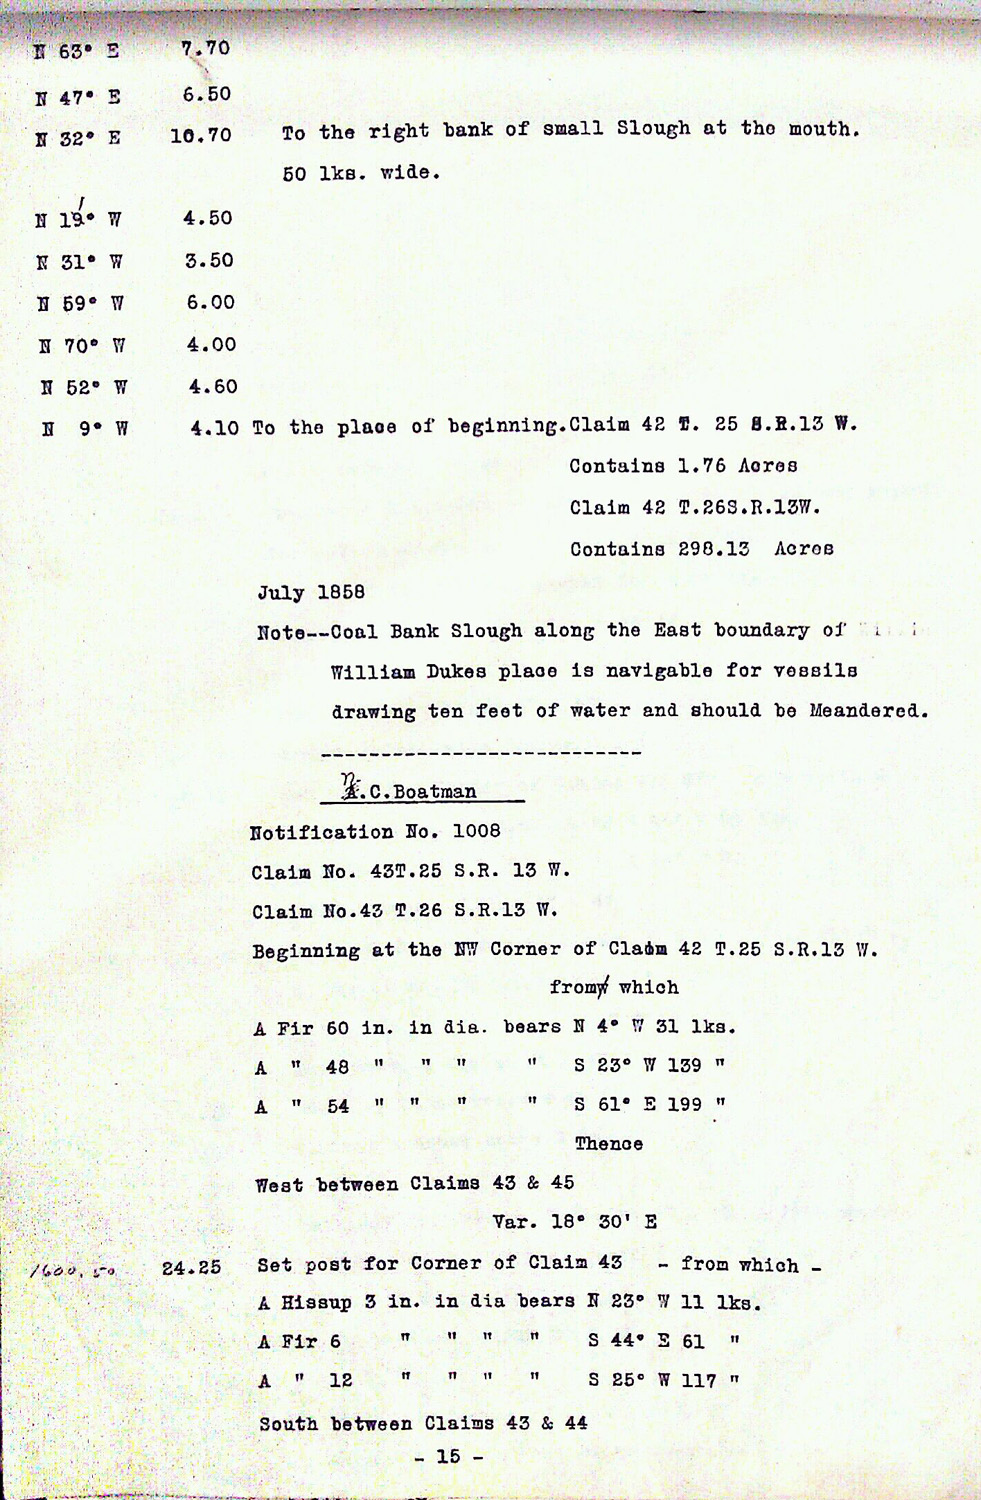 N 63° E 7.70
N 47° E 6.50
N 32° E 10.70 To the right bank of small Slough at the mouth.
50 lks. wide.
N 19° W 4.50
N 31° W 3.50
N 59° W 6.00
N 70° W 4.00
N 52° W 4.60
N 9° W 4.10 To the place of beginning.Claim 42 T. 25 S.R.13 W.
Contains 1.76 Acres
Claim 42 T.26S.R.13W.
Contains 298.13 Acres
July 1858
Note--Coal Bank Slough along the East boundary of
William Dukes place is navigable for vessils
drawing ten feet of water and should be Meandered.
---------------------------
N.C.Boatman
Notification No. 1008
Claim No. 43T.25 S.R. 13 W.
Claim No.43 T.26 S.R.13 W.
Beginning at the NW Corner of Claim 42 T.25 S.R.13 W.
from which
A Fir 60 in. in dia. bears N 4° W 31 lks.
A " 48 " " " " S 23° W 139 "
A " 54 " " " " S 61° E 199 "
Thence
West between Claims 43 & 45
Var. 18° 30' E
1600.50 24.25 Set post for Corner of Claim 43 - from which -
A Hissup 3 in. in dia bears N 23° W 11 lks.
A Fir 6 " " " " S 44° E 61 "
A " 12 " " " " S 25° W 117 "
South between Claims 43 & 44
- 15 -